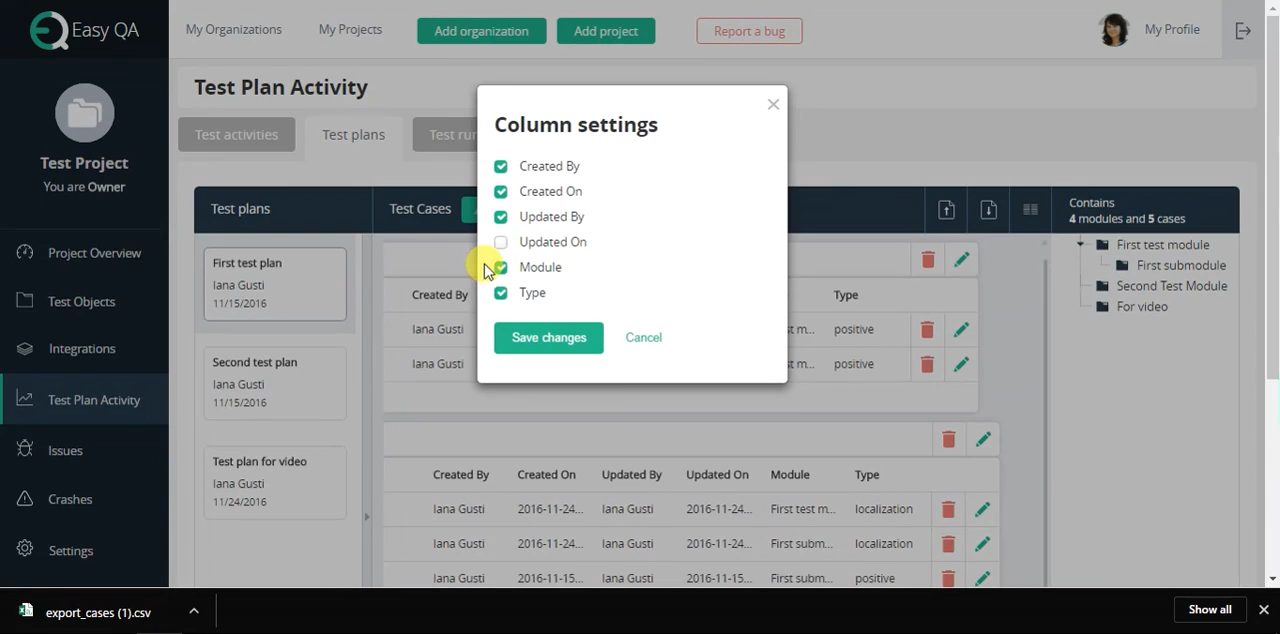 Easy QA
My Organizations
My Projects
Add organization
Add project
Report a bug
My Profile
Test Project
You are Owner
Project Overview
Test Objects
Integrations
Test Plan Activity
Issues
Crashes
Settings
Test Plan Activity
Test activities
Test plans
Test run
Test plans
Test Cases
Contains
4 modules and 5 cases
First test plan
Iana Gusti
11/15/2016
Second test plan
Iana Gusti
11/15/2016
Test plan for video
Iana Gusti
11/24/2016
Column settings
Created By
Created On
Updated By
Updated On
Module
Type
Save changes
Cancel
Created By Type
Iana Gusti st m... positive
Iana Gusti st m... positive
Created By Created On Updated By Updated On Module Type
Iana Gusti 2016-11-24... Iana Gusti 2016-11-24... First test m... localization
Iana Gusti 2016-11-24... Iana Gusti 2016-11-24... First subm... localization
Iana Gusti 2016-11-15... Iana Gusti 2016-11-15... First subm... positive
First test module
First submodule
Second Test Module
For video
export_cases (1).csv
Show all